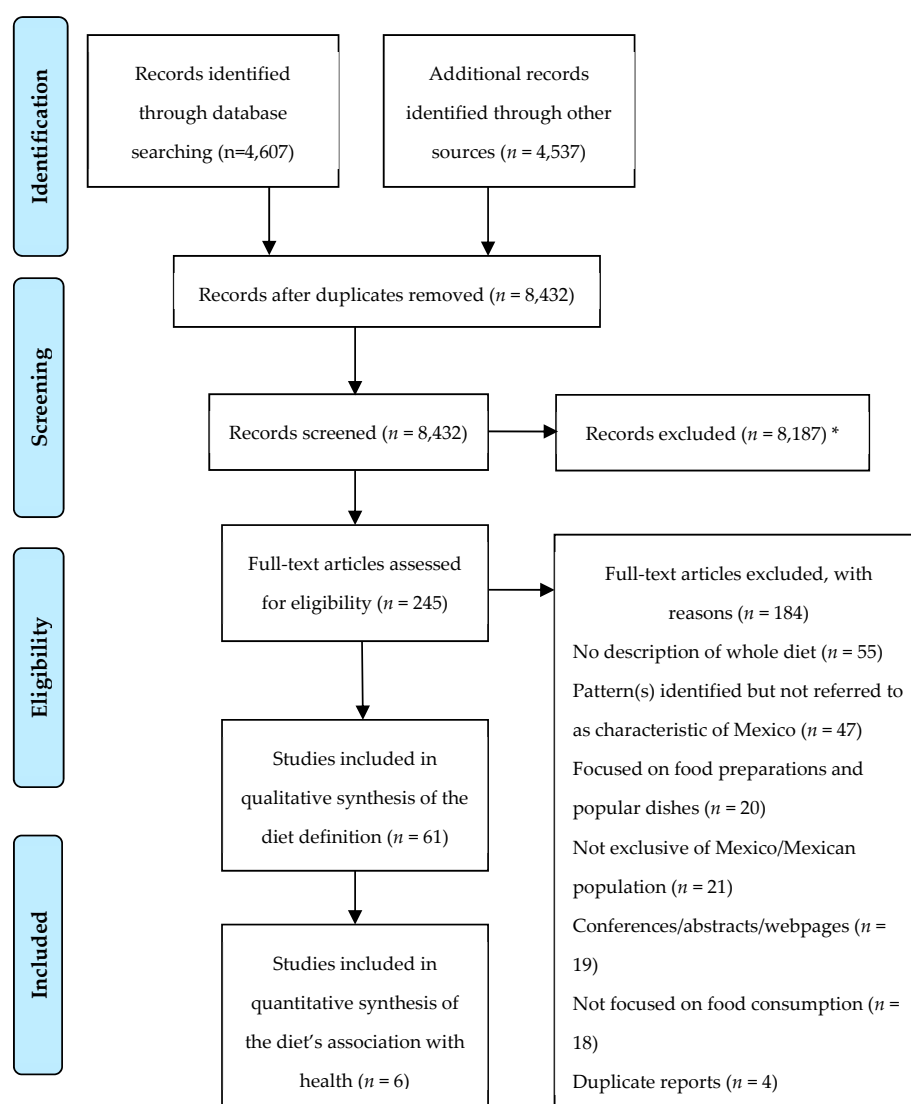 Identification
Records identified
through database
searching (n=4,607)
Additional records
identified through other
sources (n = 4,537)
Records after duplicates removed (n = 8,432)
Screening
Records screened (n = 8,432)
Records excluded (n = 8,187) *
Eligibility
Full-text articles assessed
for eligibility (n = 245)
Full-text articles excluded, with
reasons (n = 184)
No description of whole diet (n = 55)
Pattern(s) identified but not referred to
as characteristic of Mexico (n = 47)
Focused on food preparations and
popular dishes (n = 20)
Not exclusive of Mexico/Mexican
population (n = 21)
Conferences/abstracts/webpages (n =
19)
Not focused on food consumption (n =
18)
Duplicate reports (n = 4)
Studies included in
qualitative synthesis of the
diet definition (n = 61)
Included
Studies included in
quantitative synthesis of
the diet's association with
health (n = 6)